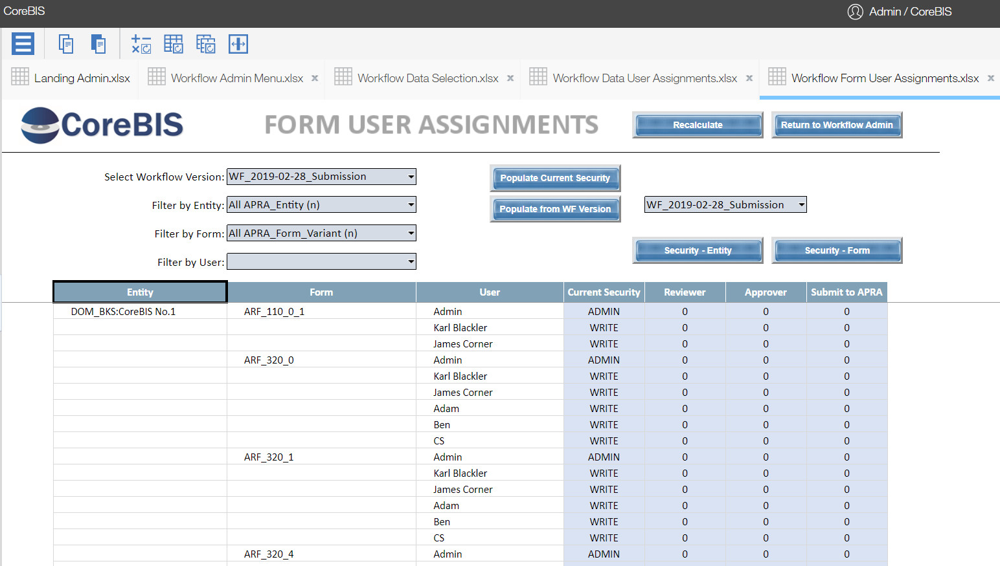 CoreBIS
Admin / CoreBIS
Landing Admin.xlsx
Workflow Admin Menu.xlsx
Workflow Data Selection.xlsx
Workflow Data User Assignments.xlsx
Workflow Form User Assignments.xlsx
CoreBIS
FORM USER ASSIGNMENTS
Recalculate
Return to Workflow Admin
Select Workflow Version: WF_2019-02-28_Submission
Populate Current Security
Filter by Entity: All APRA_Entity (n)
Populate from WF Version
WF_2019-02-28_Submission
Filter by Form: All APRA_Form_Variant (n)
Security - Entity
Security - Form
Filter by User:
Entity Form User Current Security Reviewer Approver Submit to APRA
DOM_BKS:CoreBIS No.1 ARF_110_0_1 Admin ADMIN 0 0 0
Karl Blackler WRITE 0 0 0
James Corner WRITE 0 0 0
ARF_320_0 Admin ADMIN 0 0 0
Karl Blackler WRITE 0 0 0
James Corner WRITE 0 0 0
Adam WRITE 0 0 0
Ben WRITE 0 0 0
CS WRITE 0 0 0
ARF_320_1 Admin ADMIN 0 0 0
Karl Blackler WRITE 0 0 0
James Corner WRITE 0 0 0
Adam WRITE 0 0 0
Ben WRITE 0 0 0
CS WRITE 0 0 0
ARF_320_4 Admin ADMIN 0 0 0